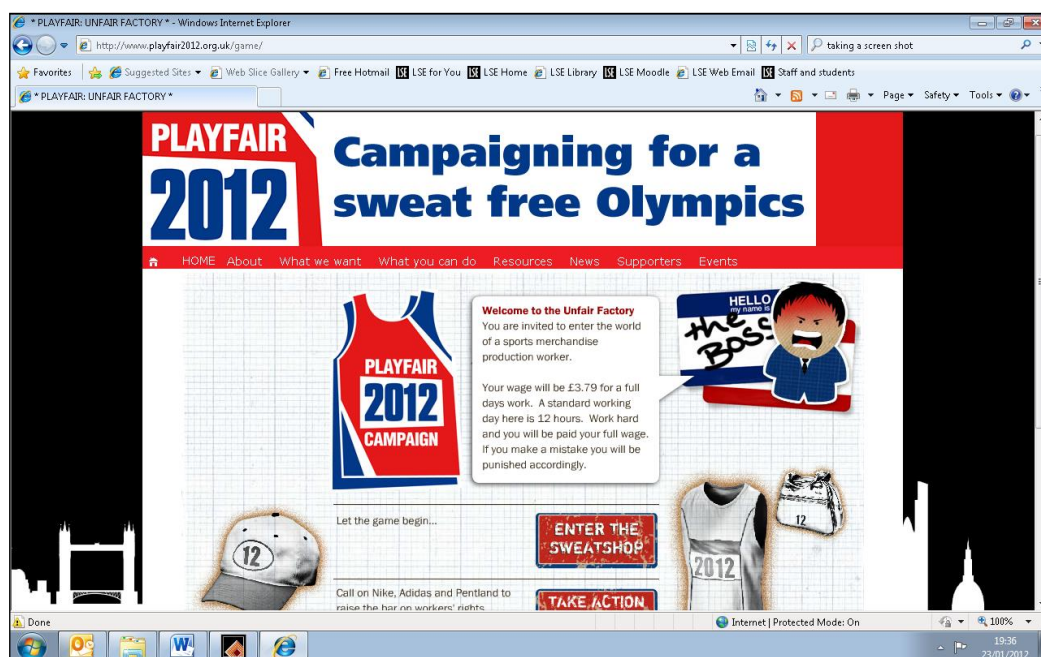 * PLAYFAIR: UNFAIR FACTORY * - Windows Internet Explorer
http://www.playfair2012.org.uk/game/
taking a screen shot
Favorites Suggested Sites Web Slice Gallery Free Hotmail LSE for You LSE Home LSE Library LSE Moodle LSE Web Email Staff and students
* PLAYFAIR: UNFAIR FACTORY * Page Safety Tools
PLAYFAIR
2012
Campaigning for a
sweat free Olympics
HOME About What we want What you can do Resources News Supporters Events
PLAYFAIR
2012
CAMPAIGN
Welcome to the Unfair Factory
You are invited to enter the world
of a sports merchandise
production worker.
Your wage will be £3.79 for a full
days work. A standard working
day here is 12 hours. Work hard
and you will be paid your full wage.
If you make a mistake you will be
punished accordingly.
HELLO
my name is
the
BOSS
12
Let the game begin...
ENTER THE
SWEATSHOP
2012
12
Call on Nike, Adidas and Pentland to
raise the bar on workers' rights
TAKE ACTION
Done Internet | Protected Mode: On 100%
19:36
23/01/2012